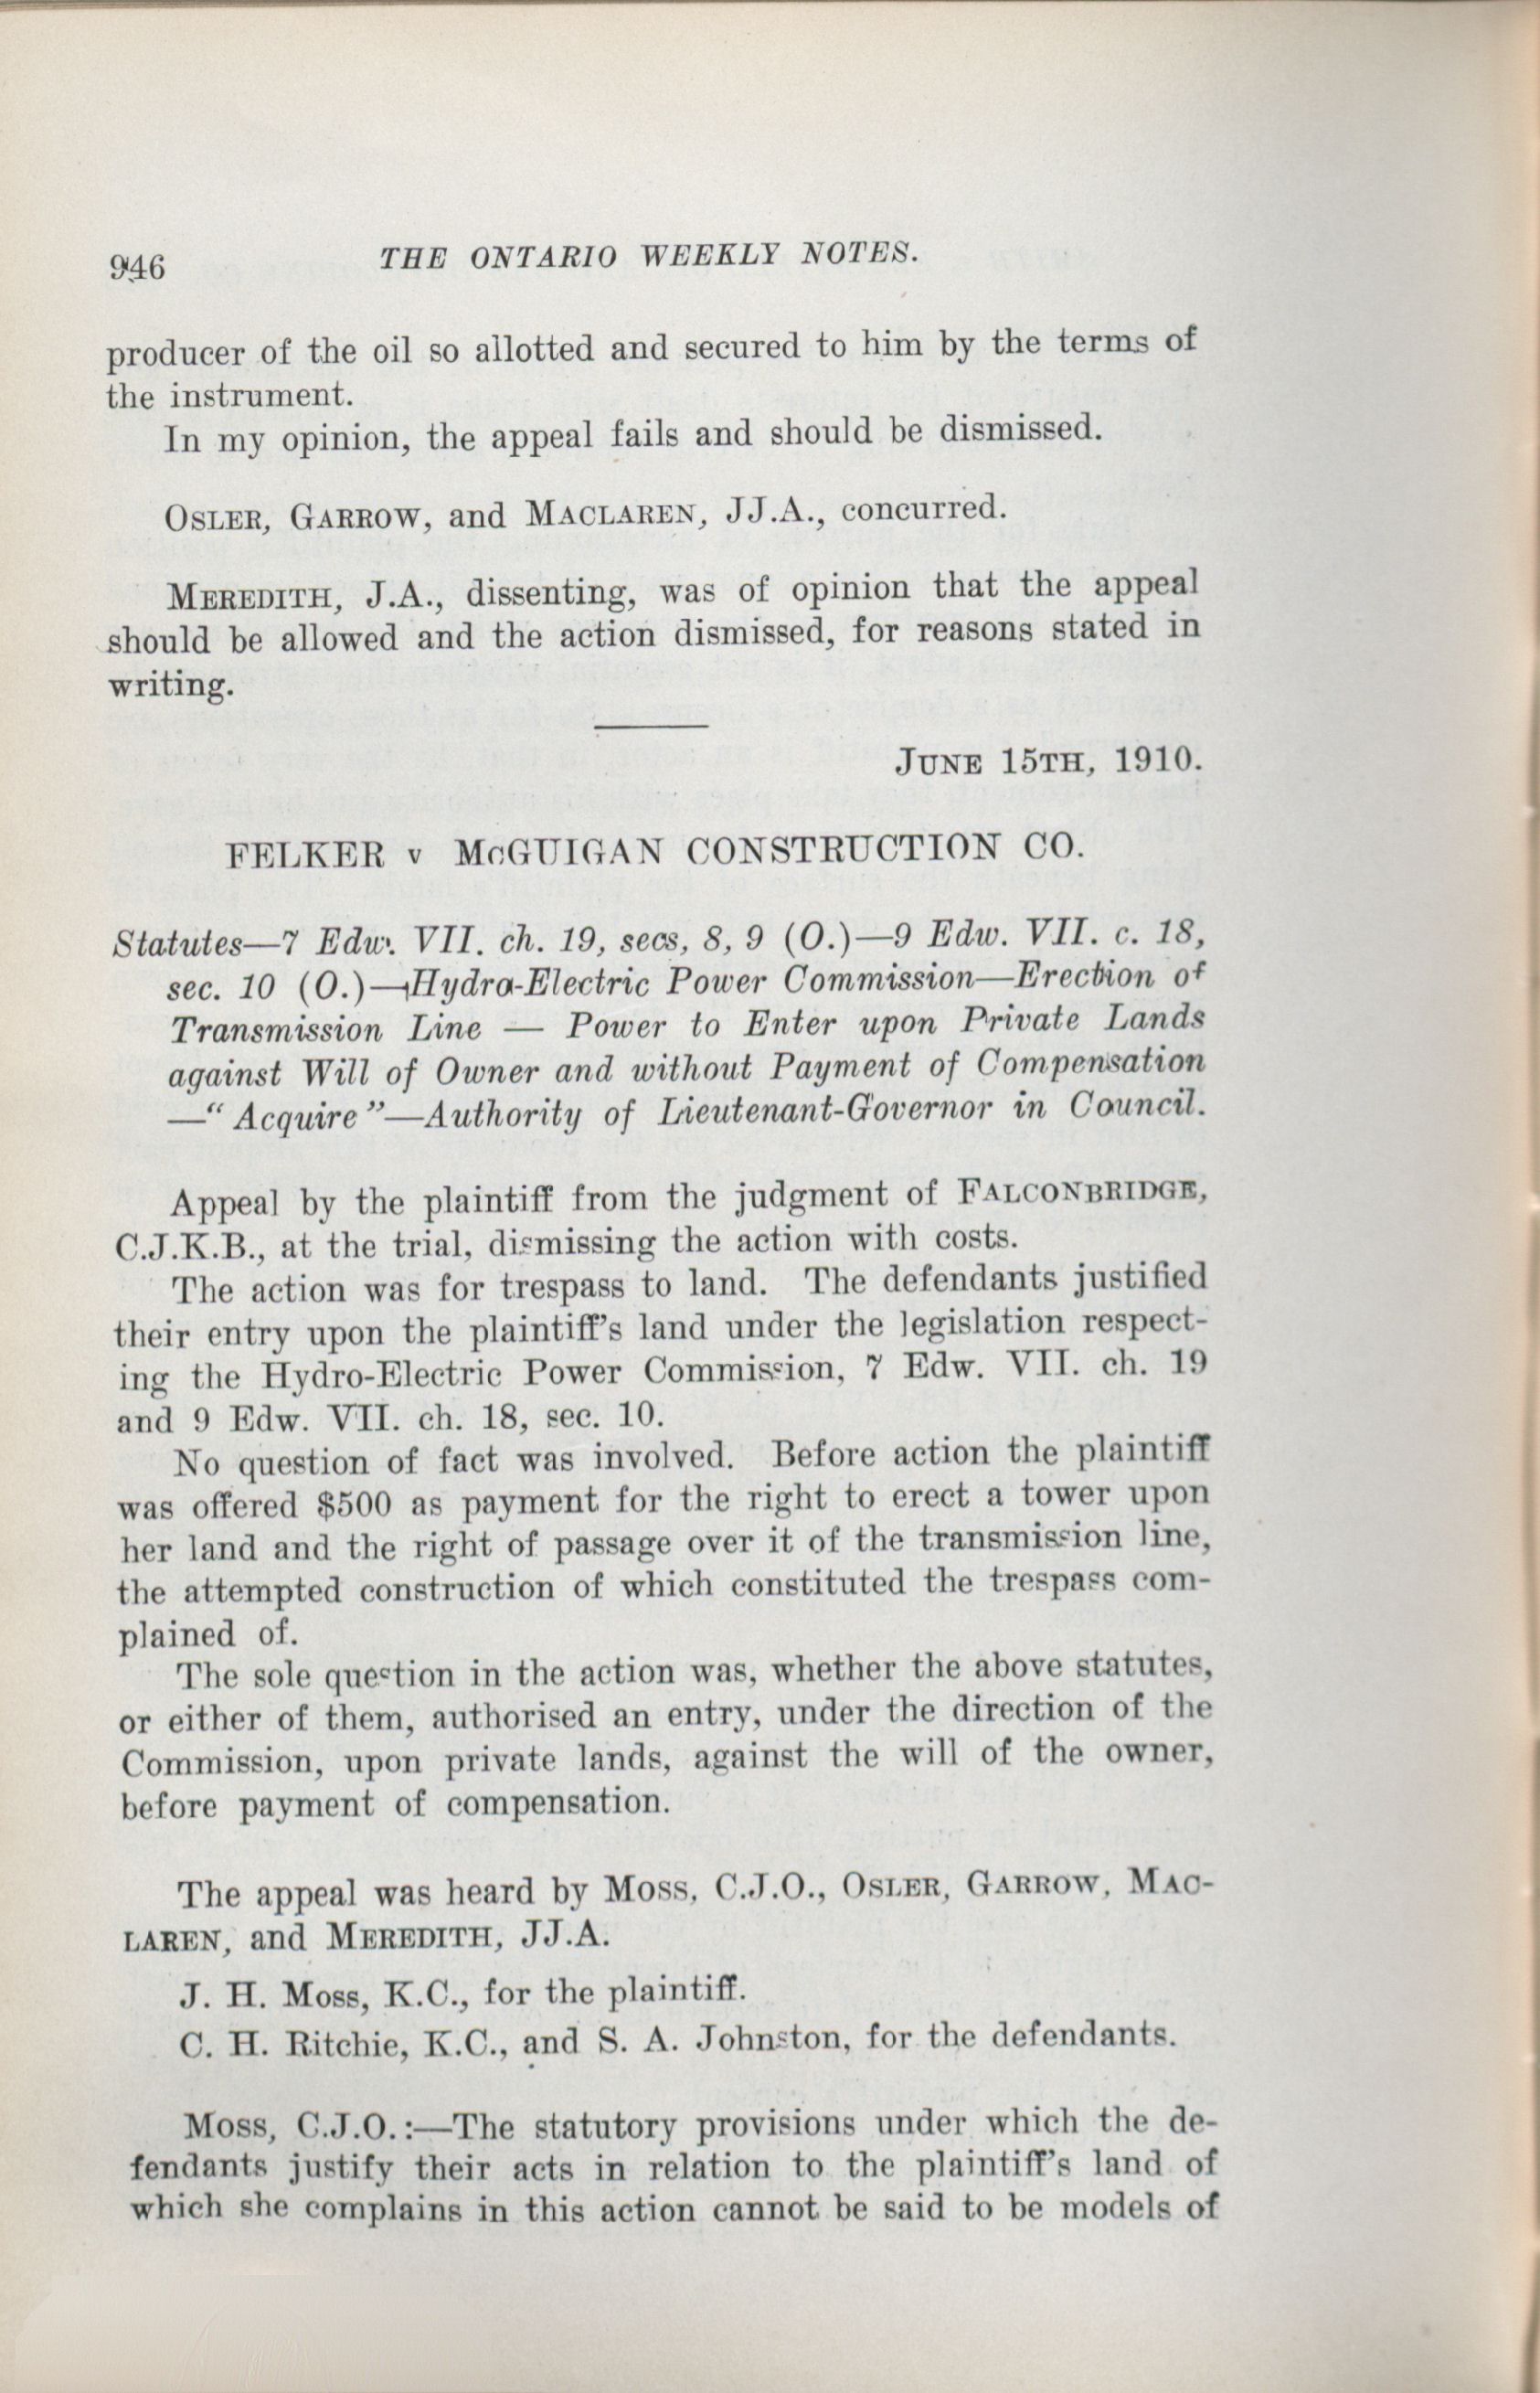 946 THE ONTARIO WEEKLY NOTES.
producer of the oil so allotted and secured to him by the terms of
the instrument.
In my opinion, the appeal fails and should be dismissed.
OSLER, GARROW, and MACLAREN, JJ.A., concurred.
MEREDITH, J.A., dissenting, was of opinion that the appeal
should be allowed and the action dismissed, for reasons stated in
writing.
JUNE 15TH, 1910.
FELKER v McGUIGAN CONSTRUCTION CO.
Statutes—7 Edw. VII. ch. 19, secs, 8, 9 (O.)—9 Edw. VII. c. 18,
sec. 10 (O.)—Hydro-Electric Power Commission—Erection of
Transmission Line — Power to Enter upon Private Lands
against Will of Owner and without Payment of Compensation
—“Acquire”—Authority of Lieutenant-Governor in Council.
Appeal by the plaintiff from the judgment of FALCONBRIDGE,
C.J.K.B., at the trial, dismissing the action with costs.
The action was for trespass to land. The defendants justified
their entry upon the plaintiff's land under the legislation respect-
ing the Hydro-Electric Power Commission, 7 Edw. VII. ch. 19
and 9 Edw. VII. ch. 18, sec. 10.
No question of fact was involved. Before action the plaintiff
was offered $500 as payment for the right to erect a tower upon
her land and the right of passage over it of the transmission line,
the attempted construction of which constituted the trespass com-
plained of.
The sole question in the action was, whether the above statutes,
or either of them, authorised an entry, under the direction of the
Commission, upon private lands, against the will of the owner,
before payment of compensation.
The appeal was heard by MOSS, C.J.O., OSLER, GARROW, MAC-
LAREN, and MEREDITH, JJ.A.
J. H. Moss, K.C., for the plaintiff.
C. H. Ritchie, K.C., and S. A. Johnston, for the defendants.
MOSS, C.J.O.:—The statutory provisions under which the de-
fendants justify their acts in relation to the plaintiff's land of
which she complains in this action cannot be said to be models of